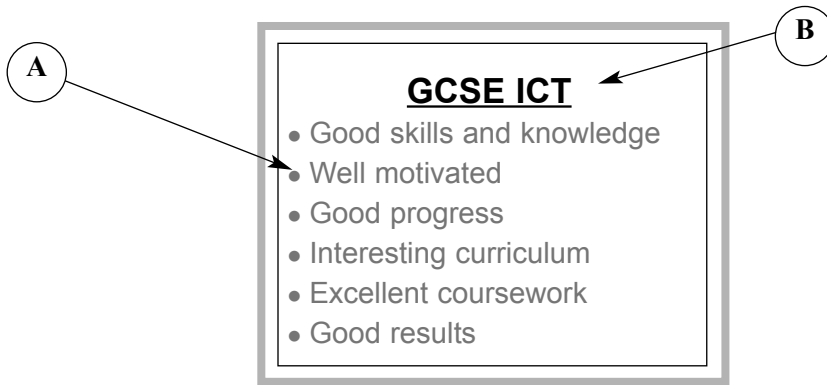 A
B
GCSE ICT
• Good skills and knowledge
• Well motivated
• Good progress
• Interesting curriculum
• Excellent coursework
• Good results